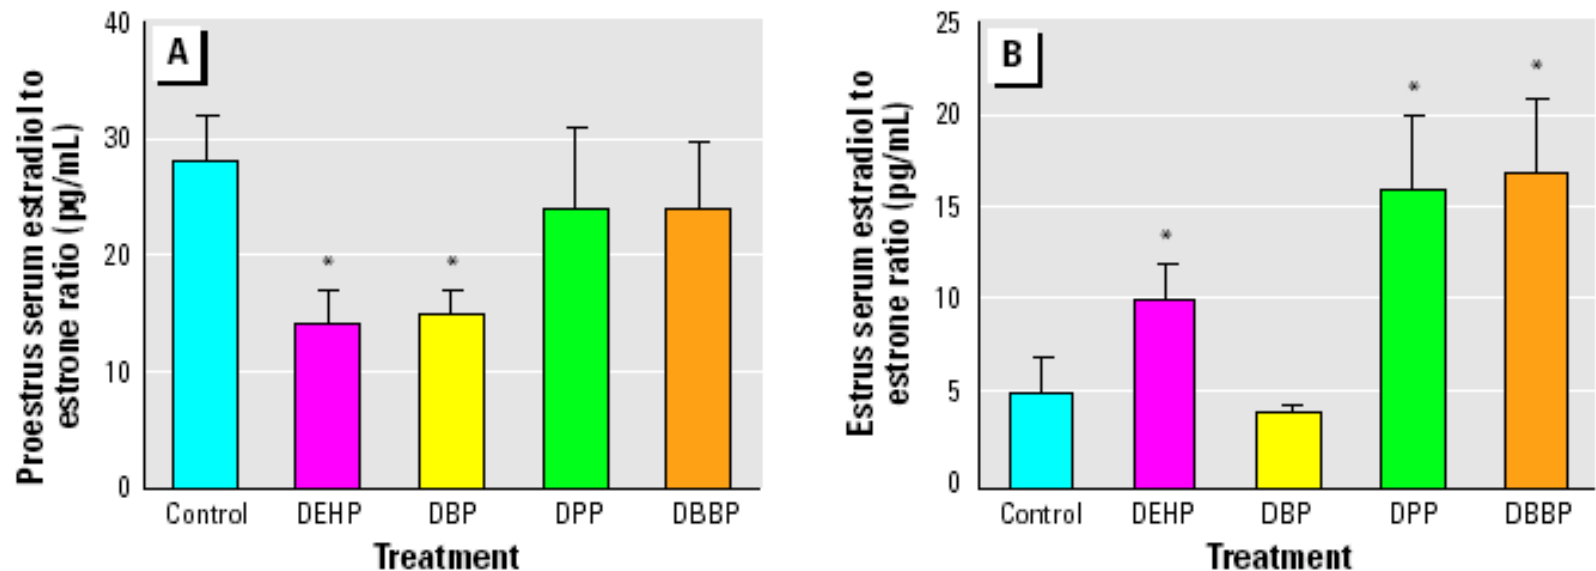 A
Proestrus serum estradiol to
estrone ratio (pg/mL)
40
30
20
10
0
*
*
Control DEHP DBP DPP DBBP
Treatment
B
Estrus serum estradiol to
estrone ratio (pg/mL)
25
20
15
10
5
0
*
*
*
Control DEHP DBP DPP DBBP
Treatment